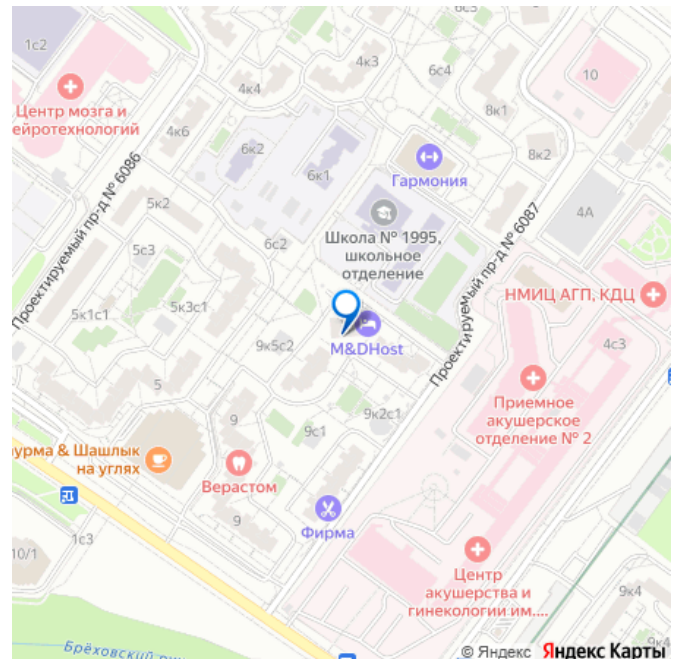 1с2
4к3
6с4
10
Центр мозга и
ейротехнологий
4к4
8к1
4к6
6к2
Гармония
8к2
6к1
Проектируемый пр-д № 6086
5к2
Школа № 1995,
школьное
отделение
4А
Проектируемый пр-д № 6087
6с2
5с3
НМИЦ АГП, КДЦ
5к1с1
5к3с1
9к5с2
M&DHost
4с3
5
Приемное
акушерское
отделение № 2
9
9к2с1
9с1
урма & Шашлык
на углях
Верастом
9
Фирма
1с3
10/1
Центр
акушерства и
гинекологии им....
9к4
9к4
Брёховский
© Яндекс Яндекс Карты